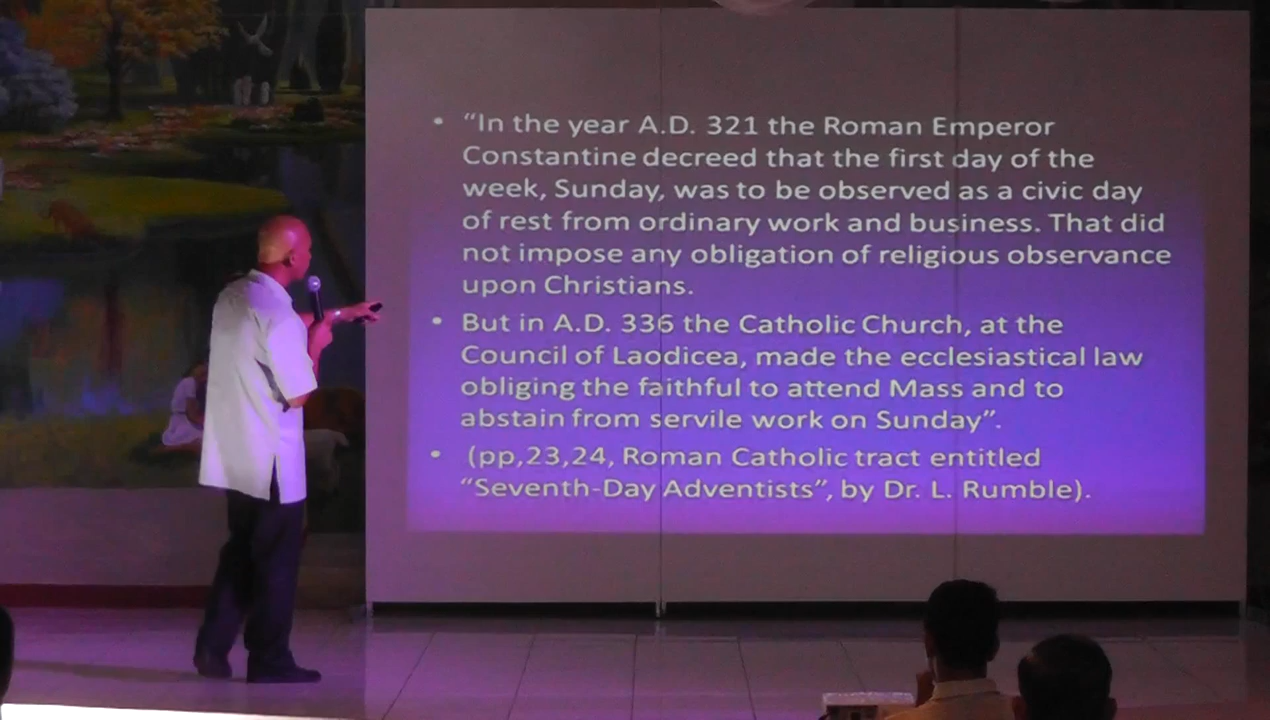 • “In the year A.D. 321 the Roman Emperor
Constantine decreed that the first day of the
week, Sunday, was to be observed as a civic day
of rest from ordinary work and business. That did
not impose any obligation of religious observance
upon Christians.
• But in A.D. 336 the Catholic Church, at the
Council of Laodicea, made the ecclesiastical law
obliging the faithful to attend Mass and to
abstain from servile work on Sunday”.
• (pp,23,24, Roman Catholic tract entitled
“Seventh-Day Adventists”, by Dr. L. Rumble).